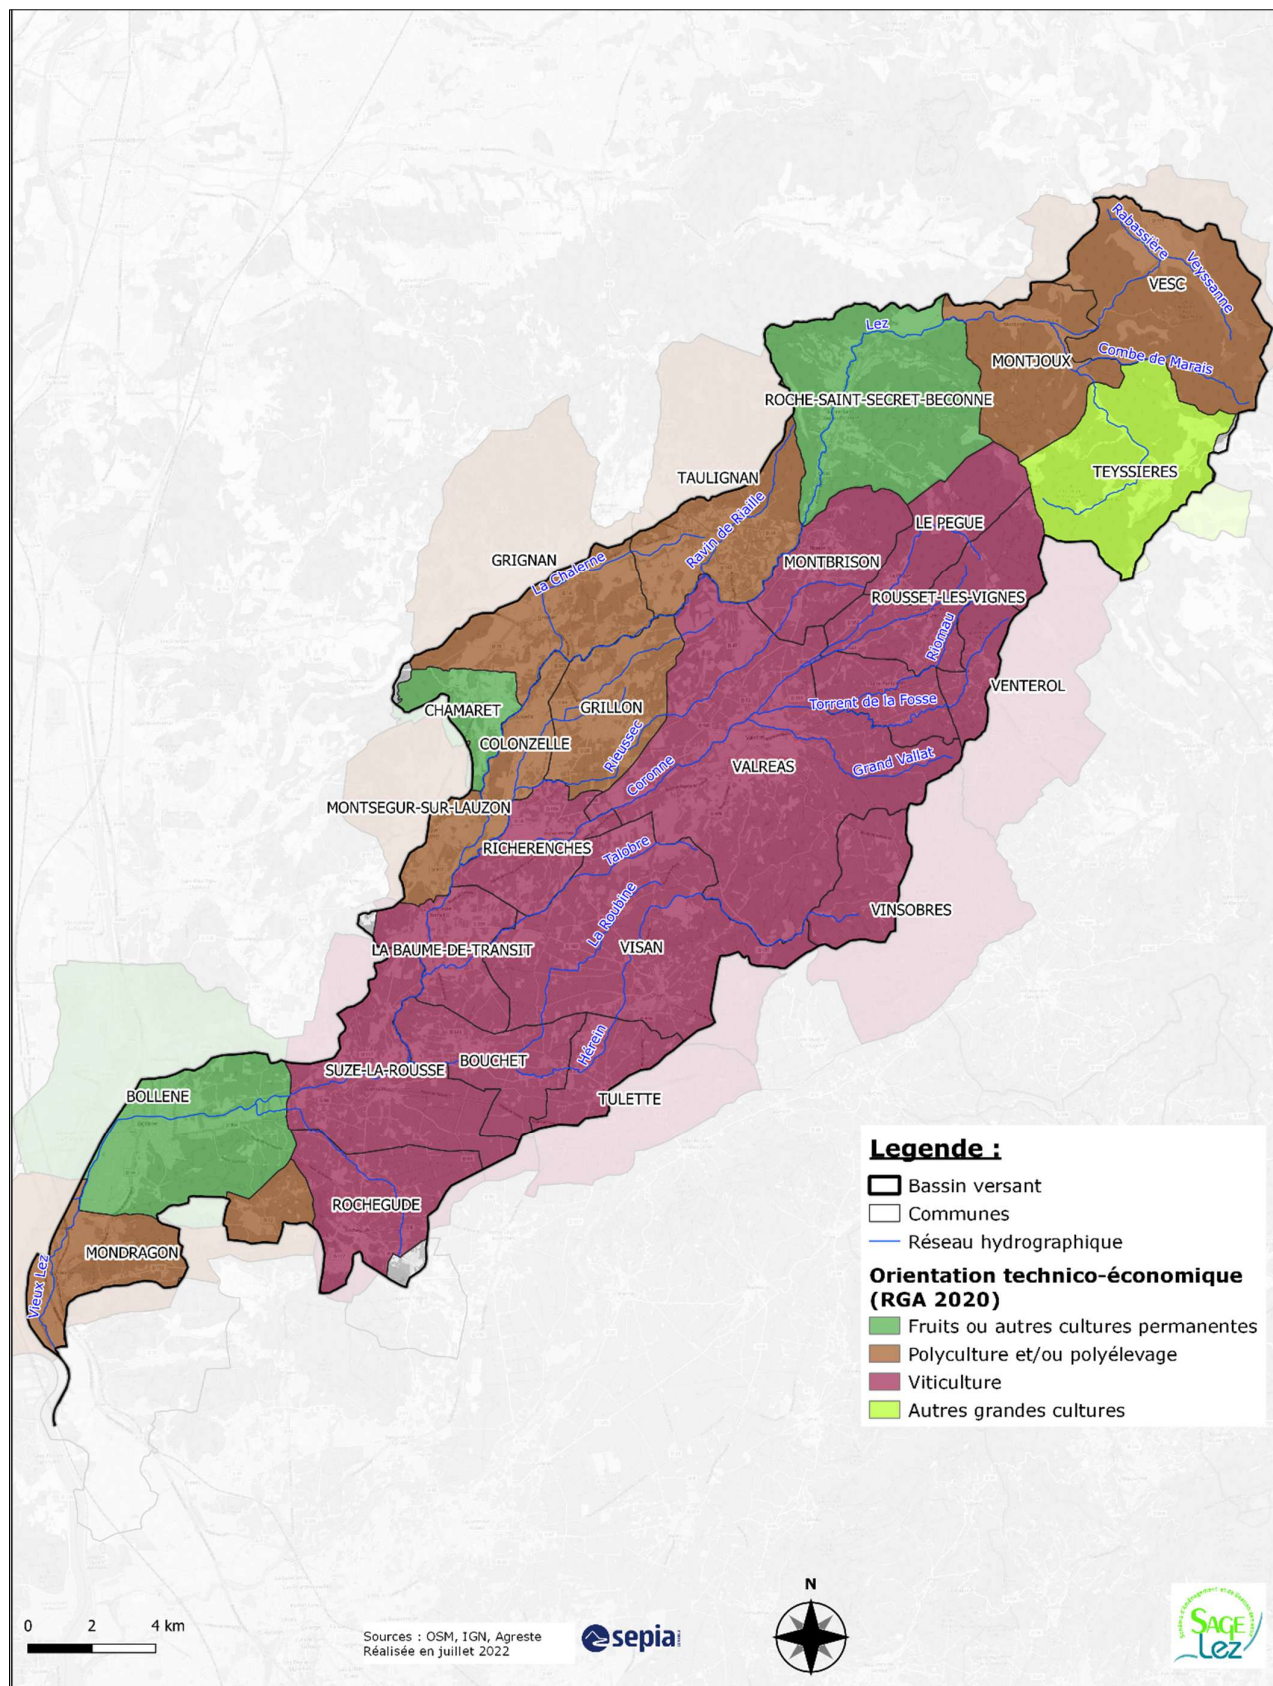 Rabassière
Veyssanne
VESC
Lez
MONTJOUX
Combe de Marais
ROCHE-SAINT-SECRET-BECONNE
TEYSSIERES
TAULIGNAN
Ravin de Riaille
LE PEGUE
GRIGNAN
La Chalerne
MONTBRISON
ROUSSET-LES-VIGNES
Riomau
VENTEROL
CHAMARET
GRILLON
Torrent de la Fosse
COLONZELLE
Rieussec
Coronne
VALREAS
Grand Vallat
MONTSEGUR-SUR-LAUZON
RICHERENCHES
Talobre
La Roubine
VINSOBRES
LA BAUME-DE-TRANSIT
VISAN
Hérein
BOUCHET
SUZE-LA-ROUSSE
BOLLENE
TULETTE
ROCHEGUDE
MONDRAGON
Vieux Lez
Legende :
Bassin versant
Communes
Réseau hydrographique
Orientation technico-économique
(RGA 2020)
Fruits ou autres cultures permanentes
Polyculture et/ou polyélevage
Viticulture
Autres grandes cultures
0 2 4 km
Sources : OSM, IGN, Agreste
Réalisée en juillet 2022
sepia
N
SAGE
Lez